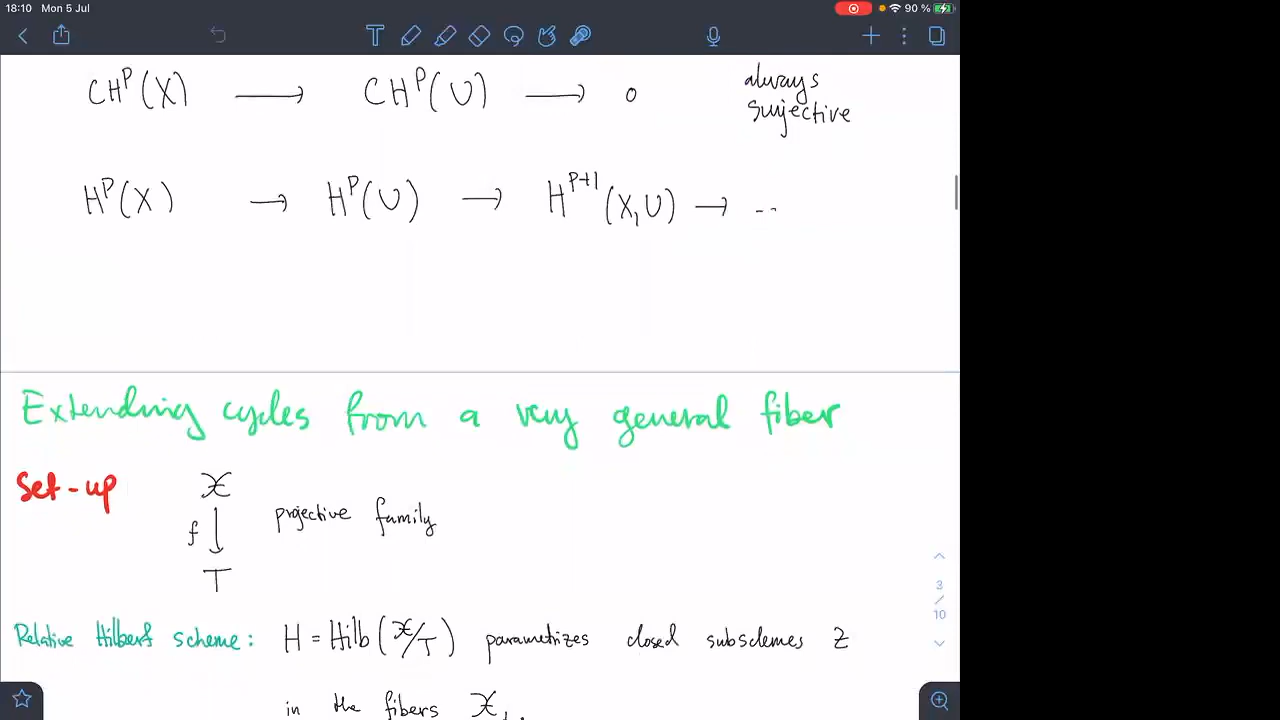 18:10 Mon 5 Jul 90 %
CH^p(X) ⟶ CH^p(U) ⟶ 0 always surjective
H^p(X) → H^p(U) → H^{p+1}(X,U) → ...
Extending cycles from a very general fiber
Set-up 𝒳
f ↓ projective family
T
3 / 10
Relative Hilbert scheme: H = Hilb(𝒳/T) parametrizes closed subschemes Z
in the fibers 𝒳_t.